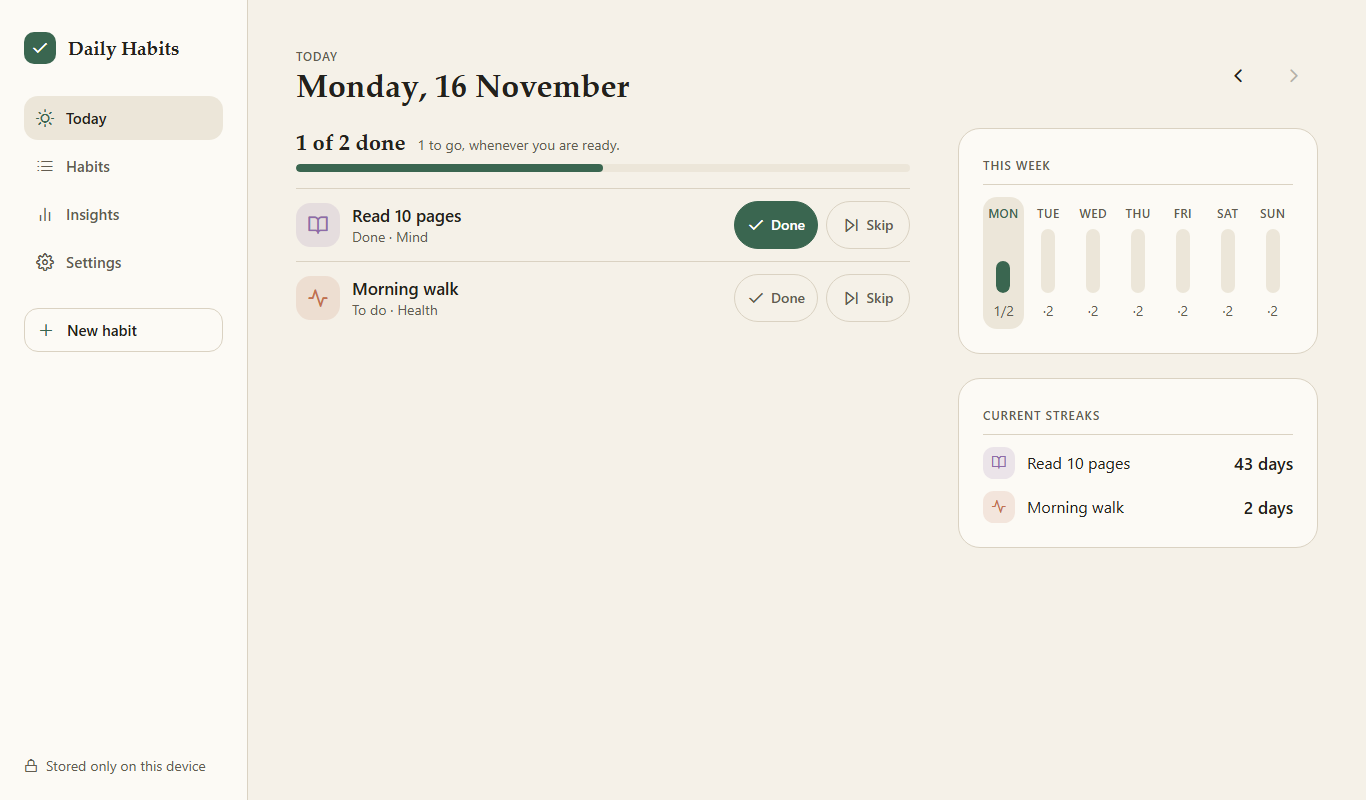 Daily Habits
Today
Habits
Insights
Settings
New habit
Stored only on this device
TODAY
Monday, 16 November
1 of 2 done 1 to go, whenever you are ready.
Read 10 pages
Done · Mind
Done
Skip
Morning walk
To do · Health
Done
Skip
THIS WEEK
MON TUE WED THU FRI SAT SUN
1/2 ·2 ·2 ·2 ·2 ·2 ·2
CURRENT STREAKS
Read 10 pages 43 days
Morning walk 2 days